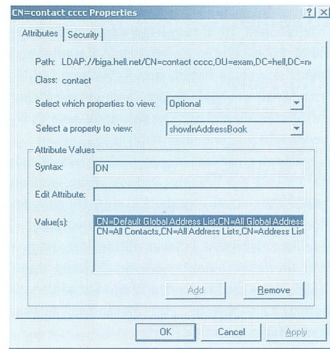 CN=contact cccc Properties
Attributes Security
Path: LDAP://biga.hell.net/CN=contact cccc,OU=exam,DC=hell,DC=n
Class: contact
Select which properties to view: Optional
Select a property to view: showInAddressBook
Attribute Values
Syntax: DN
Edit Attribute:
Value(s): CN=Default Global Address List,CN=All Global Address
CN=All Contacts,CN=All Address Lists,CN=Address List
Add Remove
OK Cancel Apply